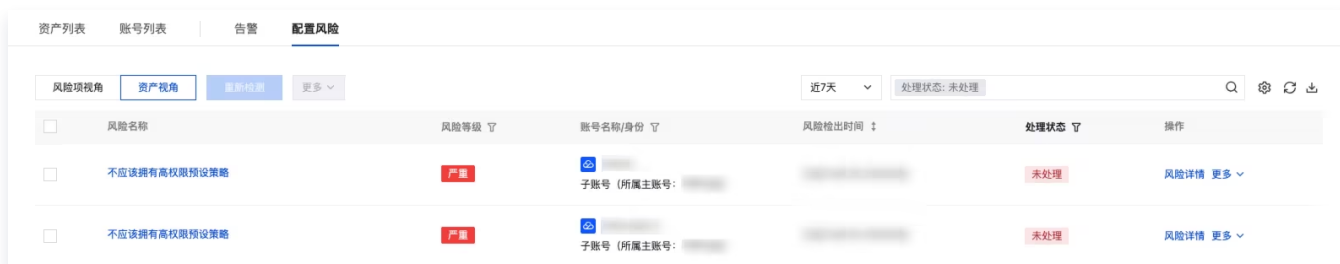 资产列表 账号列表 告警 配置风险
风险项视角 资产视角 重新检测 更多 近7天 处理状态: 未处理
风险名称 风险等级 账号名称/身份 风险检出时间 处理状态 操作
不应该拥有高权限预设策略 严重 子账号（所属主账号： 未处理 风险详情 更多
不应该拥有高权限预设策略 严重 子账号（所属主账号： 未处理 风险详情 更多